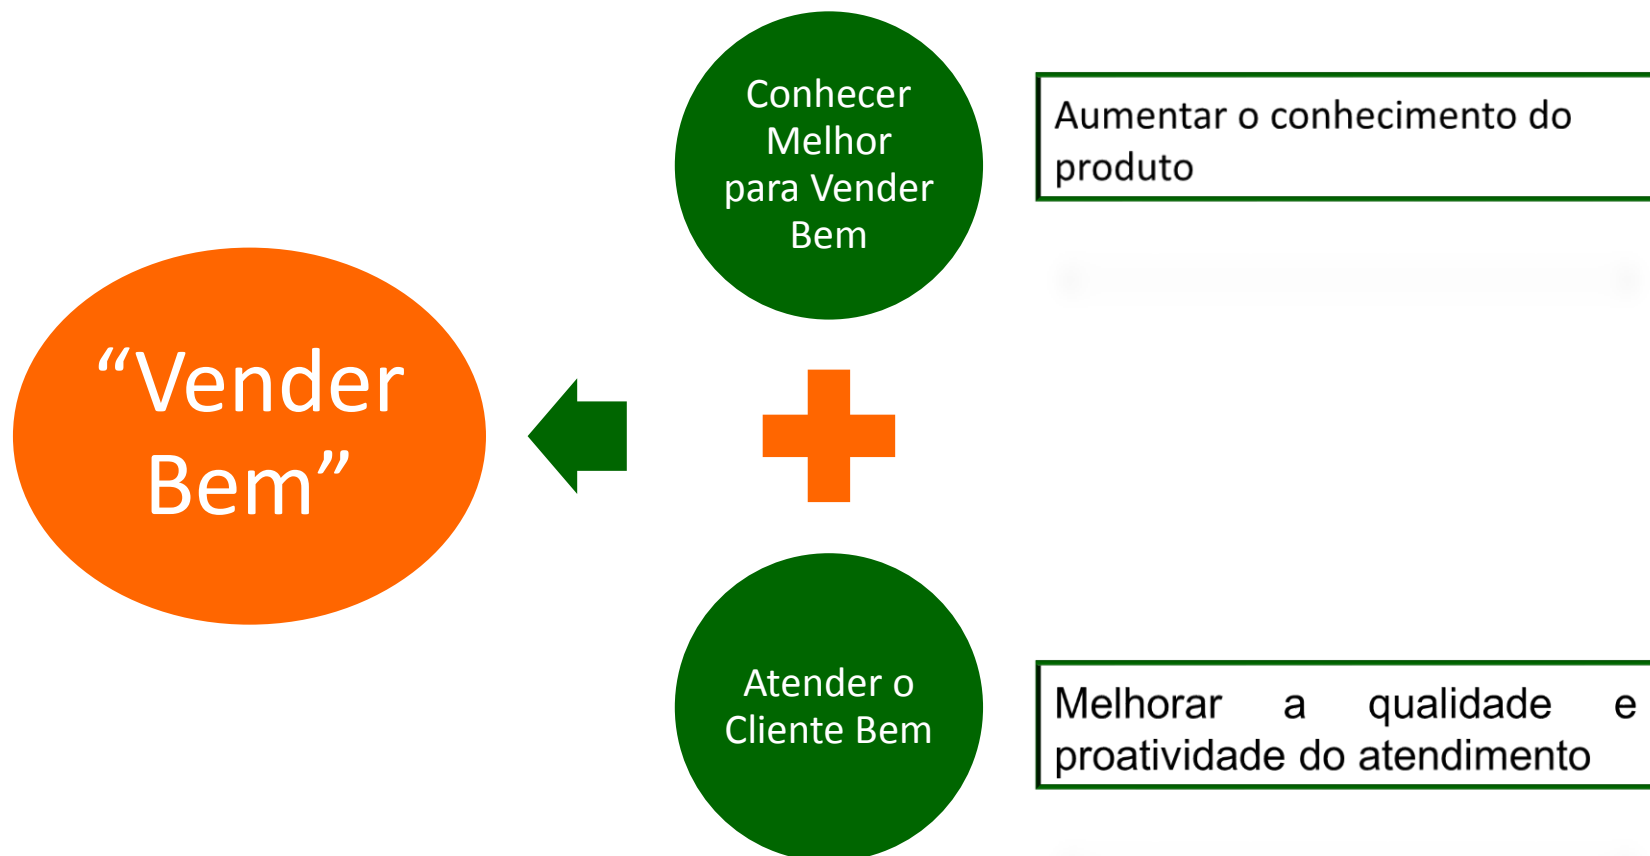 Conhecer
Melhor
para Vender
Bem
Aumentar o conhecimento do
produto
“Vender
Bem”
Atender o
Cliente Bem
Melhorar a qualidade e
proatividade do atendimento